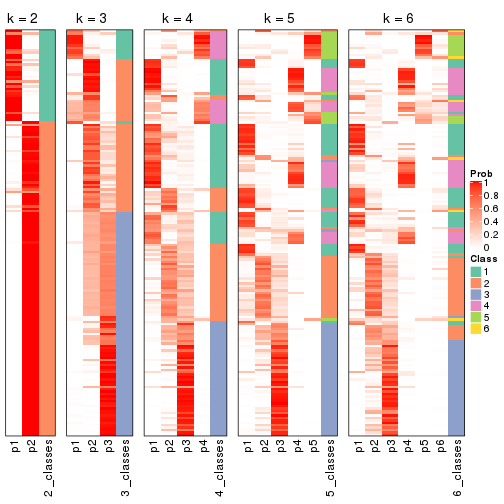 k = 2
k = 3
k = 4
k = 5
k = 6
p1
p2
2_classes
p1
p2
p3
3_classes
p1
p2
p3
p4
4_classes
p1
p2
p3
p4
p5
5_classes
p1
p2
p3
p4
p5
p6
6_classes
Prob
1
0.8
0.6
0.4
0.2
0
Class
1
2
3
4
5
6